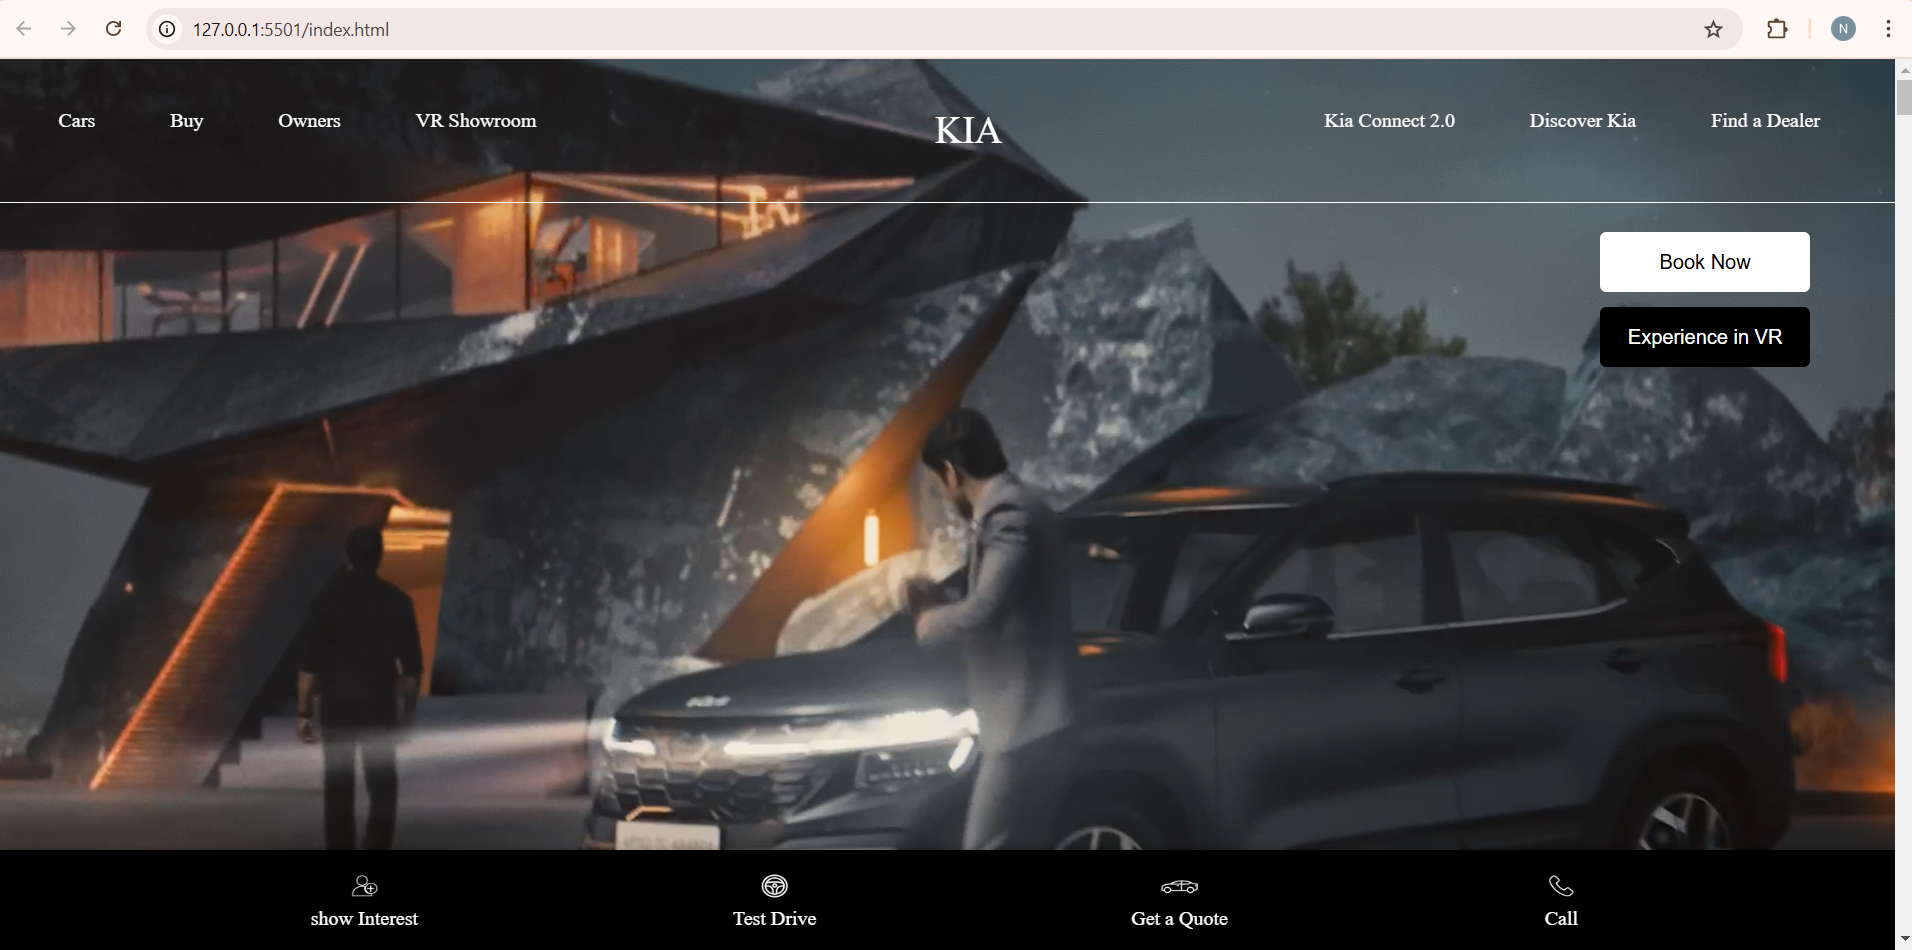 127.0.0.1:5501/index.html
N
Cars Buy Owners VR Showroom KIA Kia Connect 2.0 Discover Kia Find a Dealer
Book Now
Experience in VR
show Interest Test Drive Get a Quote Call